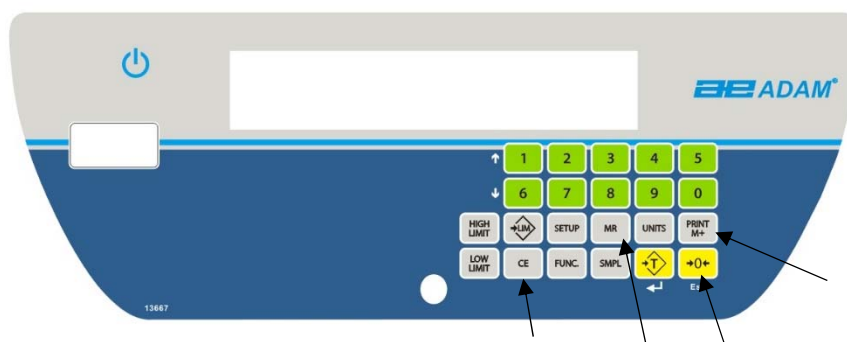 ae ADAM®
↑ 1 2 3 4 5
↓ 6 7 8 9 0
HIGH LIMIT →LIM SETUP MR UNITS PRINT M+
LOW LIMIT CE FUNC. SMPL →T →0←
13667